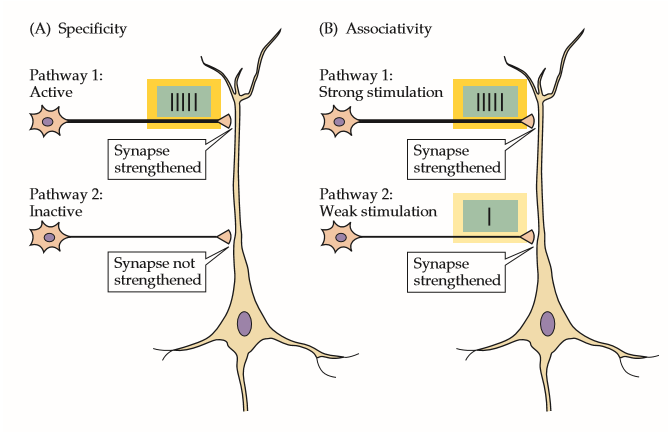 (A) Specificity
Pathway 1:
Active
Synapse
strengthened
Pathway 2:
Inactive
Synapse not
strengthened
(B) Associativity
Pathway 1:
Strong stimulation
Synapse
strengthened
Pathway 2:
Weak stimulation
Synapse
strengthened